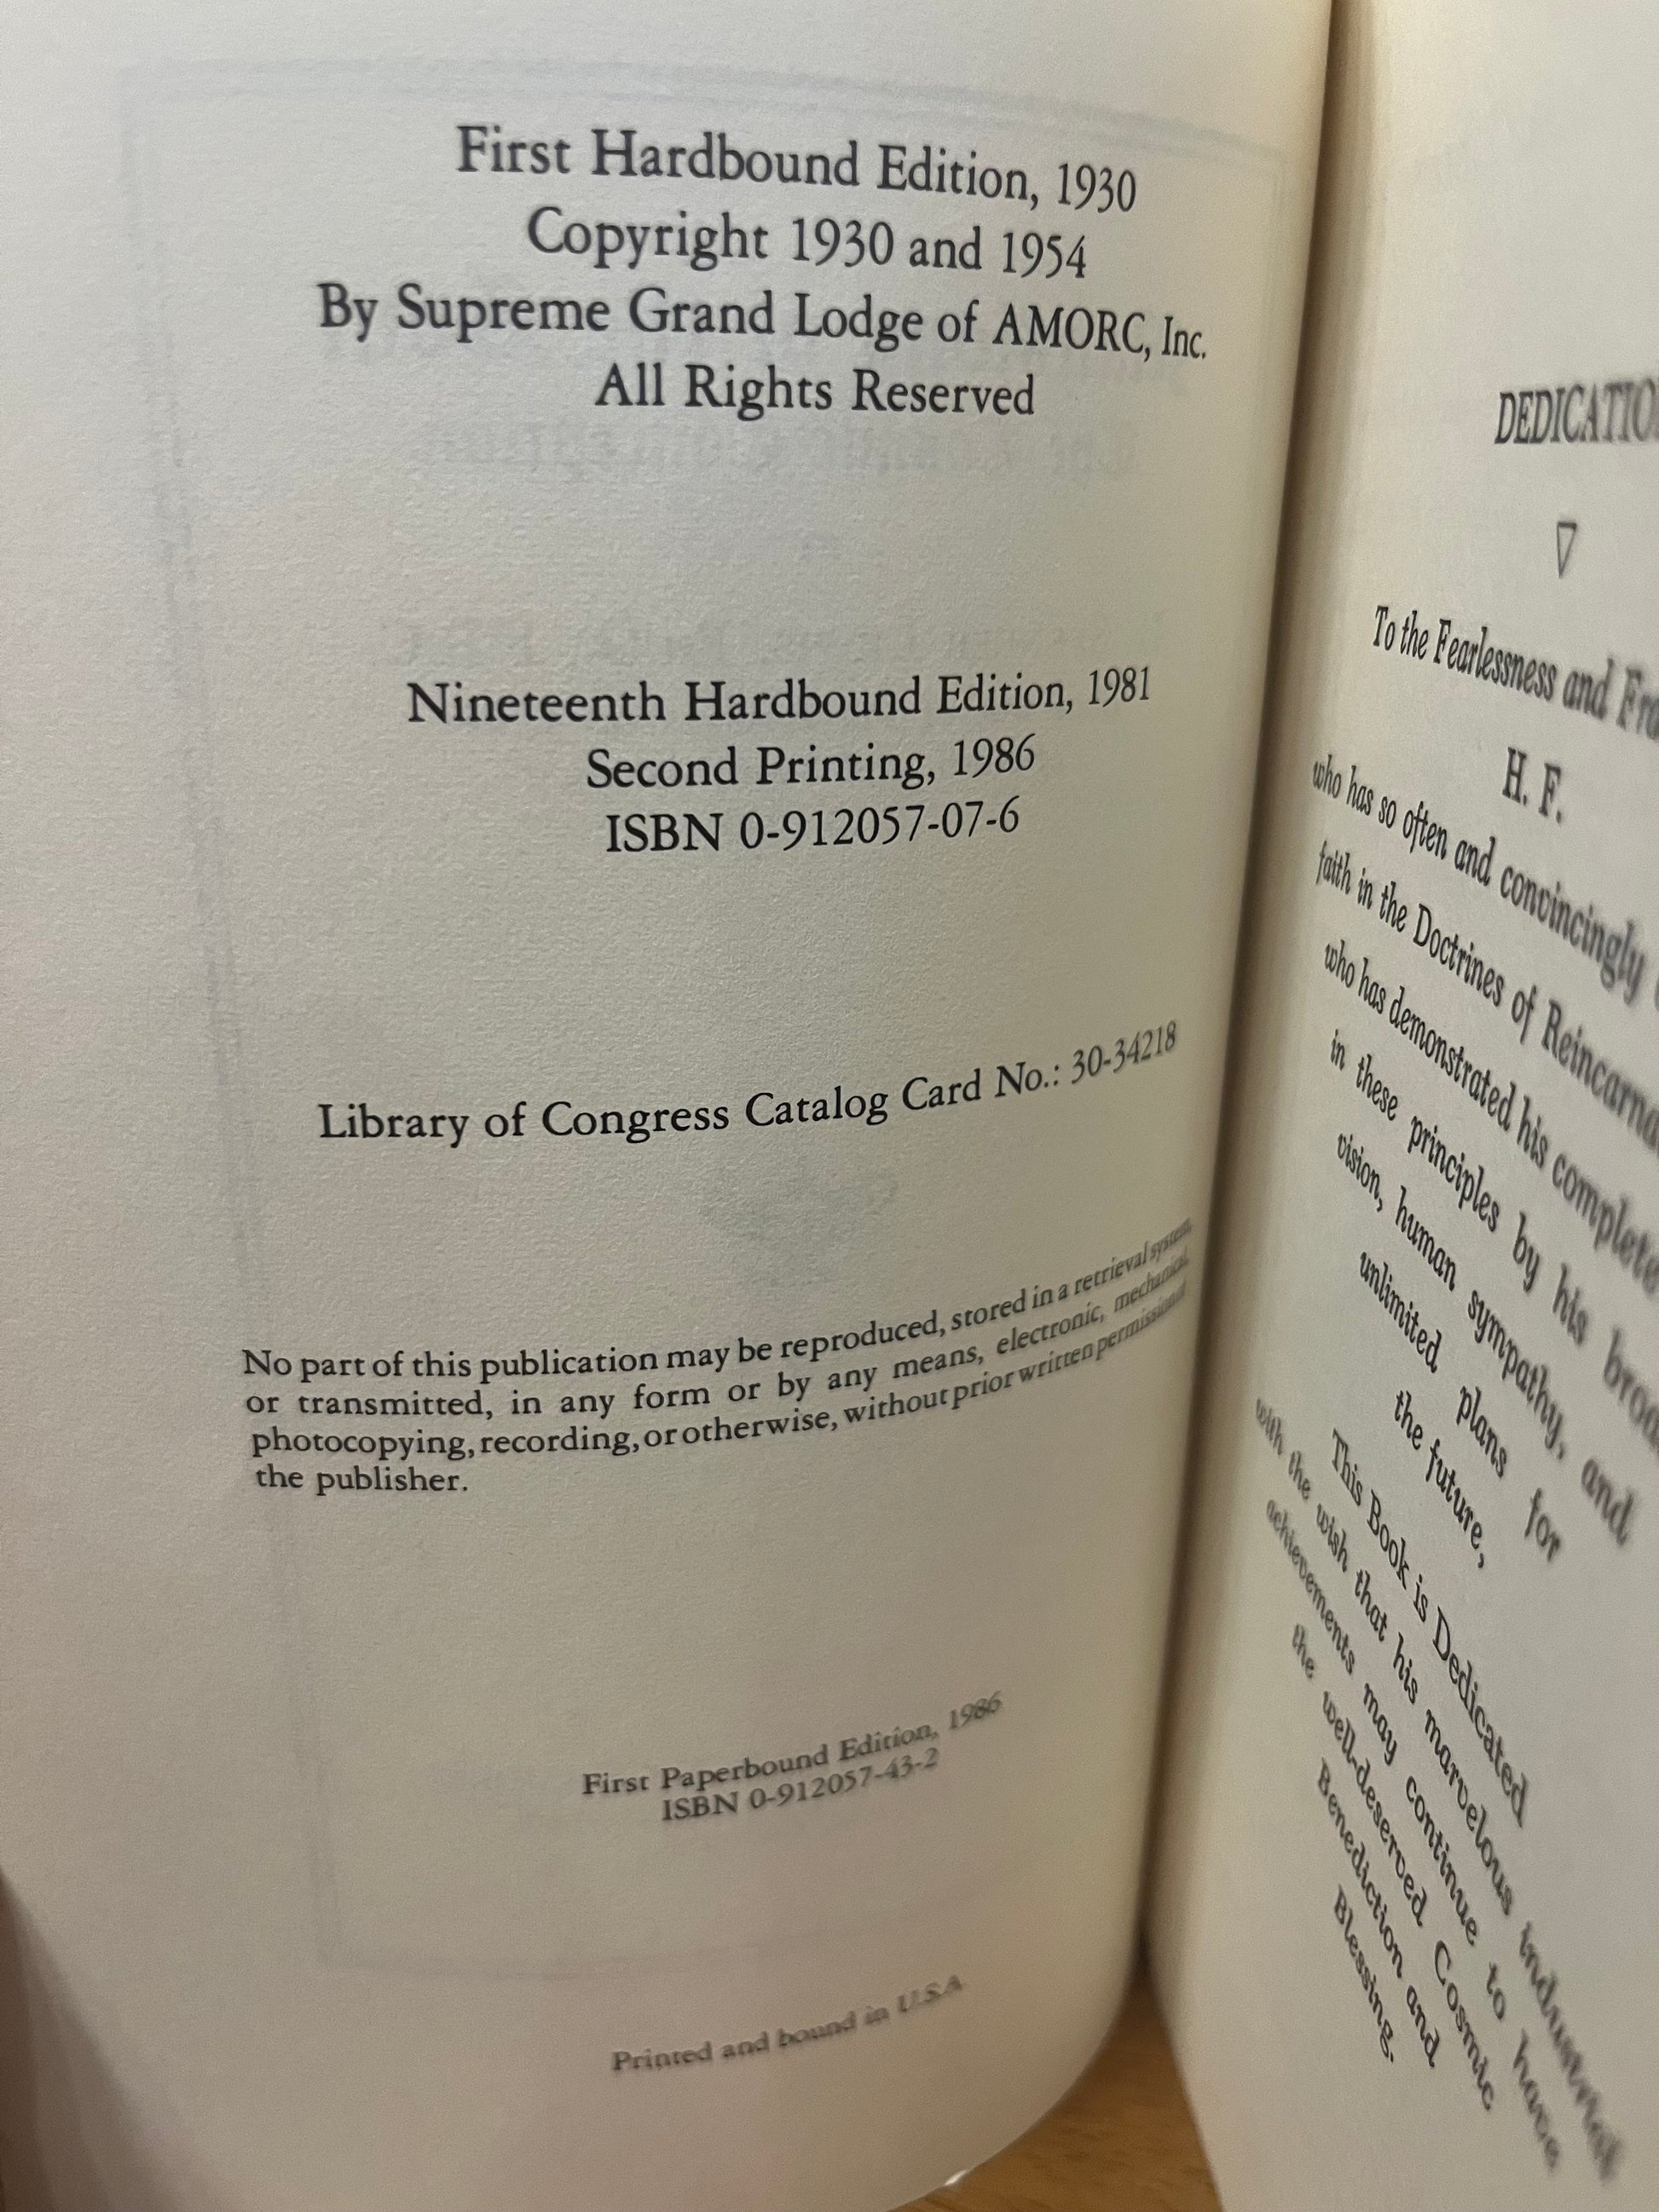 First Hardbound Edition, 1930
Copyright 1930 and 1954
By Supreme Grand Lodge of AMORC, Inc.
All Rights Reserved
Nineteenth Hardbound Edition, 1981
Second Printing, 1986
ISBN 0-912057-07-6
Library of Congress Catalog Card No.: 30-34218
No part of this publication may be reproduced, stored in a retrieval system,
or transmitted, in any form or by any means, electronic, mechanical,
photocopying, recording, or otherwise, without prior written permission of
the publisher.
First Paperbound Edition, 1986
ISBN 0-912057-43-2
Printed and bound in U.S.A
DEDICATIO
To the Fearlessness and Fra
H. F.
who has so often and convincingly
faith in the Doctrines of Reincarna
who has demonstrated his complete
in these principles by his broa
vision, human sympathy, and
unlimited plans for
the future,
This Book is Dedicated
with the wish that his marvelous industrial
achievements may continue to have
the well-deserved Cosmic
Benediction and
Blessing.